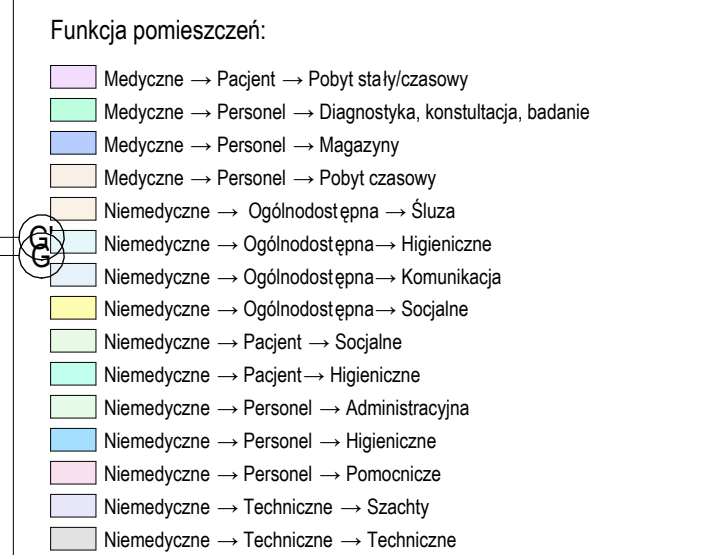 Funkcja pomieszczeń:
Medyczne → Pacjent → Pobyt stały/czasowy
Medyczne → Personel → Diagnostyka, konstultacja, badanie
Medyczne → Personel → Magazyny
Medyczne → Personel → Pobyt czasowy
Niemedyczne → Ogólnodostępna → Śluza
G'
Niemedyczne → Ogólnodostępna→ Higieniczne
G
Niemedyczne → Ogólnodostępna→ Komunikacja
Niemedyczne → Ogólnodostępna→ Socjalne
Niemedyczne → Pacjent → Socjalne
Niemedyczne → Pacjent→ Higieniczne
Niemedyczne → Personel → Administracyjna
Niemedyczne → Personel → Higieniczne
Niemedyczne → Personel → Pomocnicze
Niemedyczne → Techniczne → Szachty
Niemedyczne → Techniczne → Techniczne